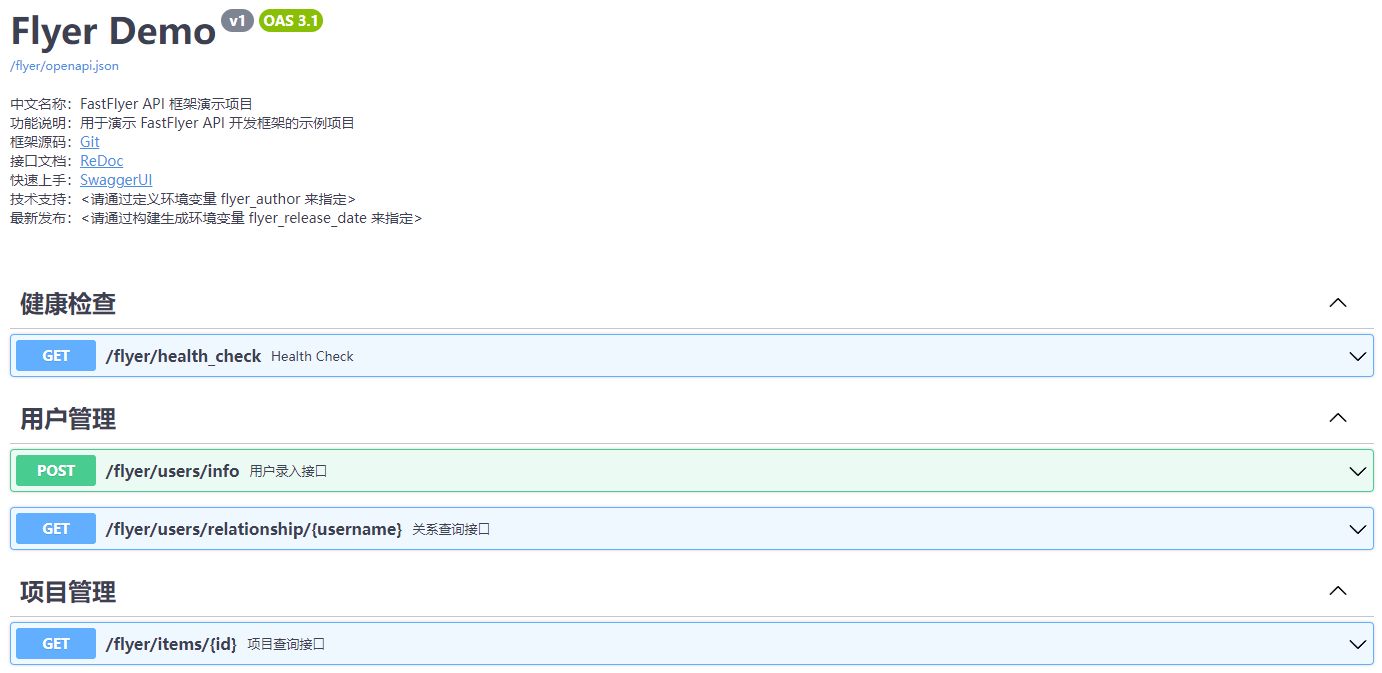 Flyer Demo v1 OAS 3.1
/flyer/openapi.json
中文名称：FastFlyer API 框架演示项目
功能说明：用于演示 FastFlyer API 开发框架的示例项目
框架源码：Git
接口文档：ReDoc
快速上手：SwaggerUI
技术支持：<请通过定义环境变量 flyer_author 来指定>
最新发布：<请通过构建生成环境变量 flyer_release_date 来指定>
健康检查
GET /flyer/health_check Health Check
用户管理
POST /flyer/users/info 用户录入接口
GET /flyer/users/relationship/{username} 关系查询接口
项目管理
GET /flyer/items/{id} 项目查询接口